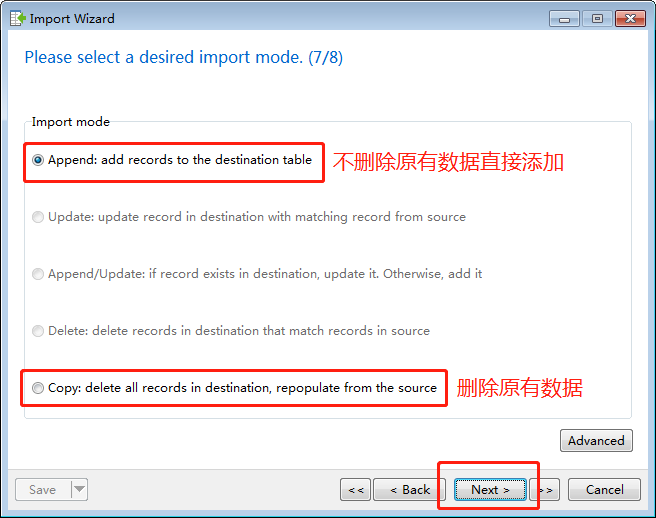 Import Wizard
Please select a desired import mode. (7/8)
Import mode
Append: add records to the destination table
不删除原有数据直接添加
Update: update record in destination with matching record from source
Append/Update: if record exists in destination, update it. Otherwise, add it
Delete: delete records in destination that match records in source
Copy: delete all records in destination, repopulate from the source
删除原有数据
Advanced
Save << < Back Next > >> Cancel